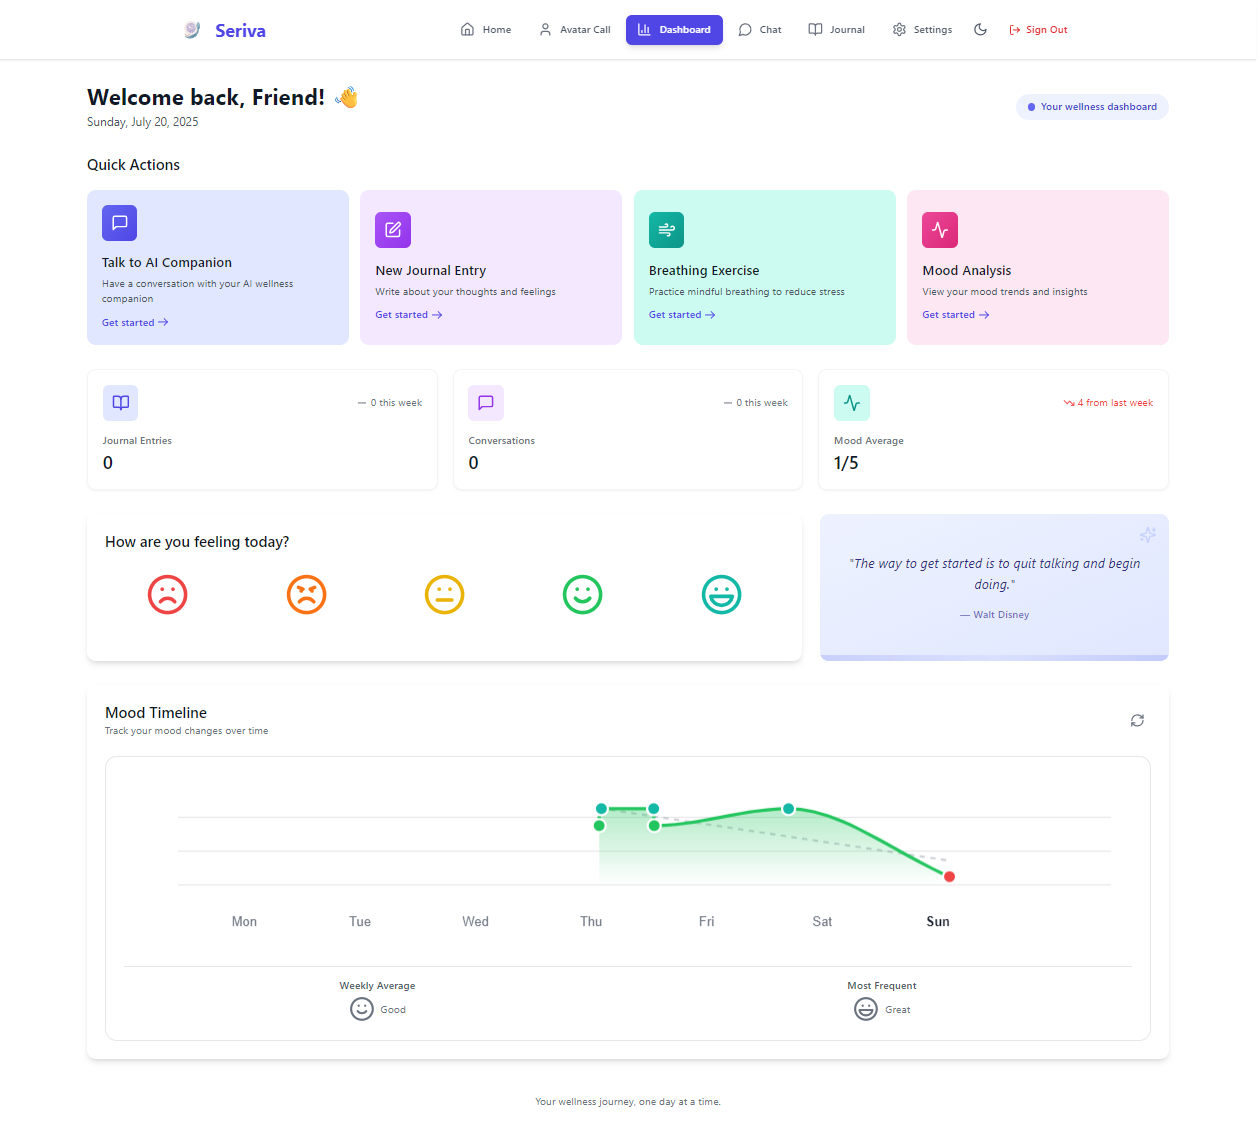 Seriva
Home
Avatar Call
Dashboard
Chat
Journal
Settings
Sign Out
Welcome back, Friend! 👋
Sunday, July 20, 2025
Your wellness dashboard
Quick Actions
Talk to AI Companion
Have a conversation with your AI wellness
companion
Get started →
New Journal Entry
Write about your thoughts and feelings
Get started →
Breathing Exercise
Practice mindful breathing to reduce stress
Get started →
Mood Analysis
View your mood trends and insights
Get started →
0 this week
Journal Entries
0
0 this week
Conversations
0
4 from last week
Mood Average
1/5
How are you feeling today?
"The way to get started is to quit talking and begin
doing."
— Walt Disney
Mood Timeline
Track your mood changes over time
Mon Tue Wed Thu Fri Sat Sun
Weekly Average
Good
Most Frequent
Great
Your wellness journey, one day at a time.